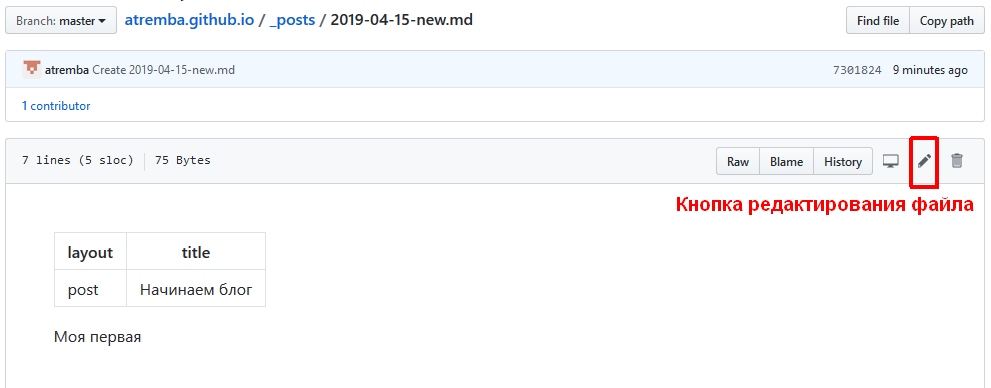 Branch: master atremba.github.io / _posts / 2019-04-15-new.md Find file Copy path
atremba Create 2019-04-15-new.md 7301824 9 minutes ago
1 contributor
7 lines (5 sloc) 75 Bytes Raw Blame History
Кнопка редактирования файла
layout title
post Начинаем блог
Моя первая